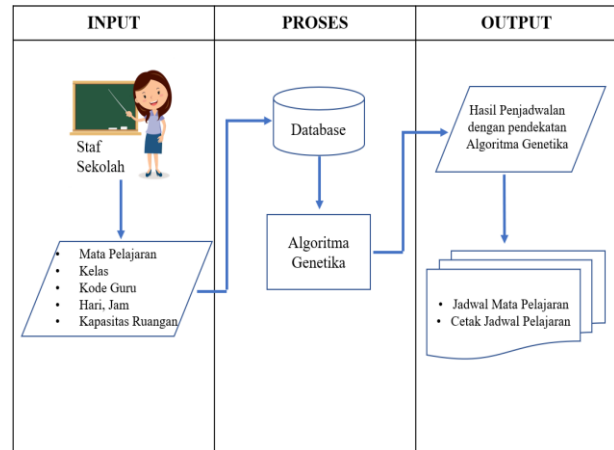 INPUT
PROSES
OUTPUT
Staf
Sekolah
• Mata Pelajaran
• Kelas
• Kode Guru
• Hari, Jam
• Kapasitas Ruangan
Database
Algoritma
Genetika
Hasil Penjadwalan
dengan pendekatan
Algoritma Genetika
• Jadwal Mata Pelajaran
• Cetak Jadwal Pelajaran